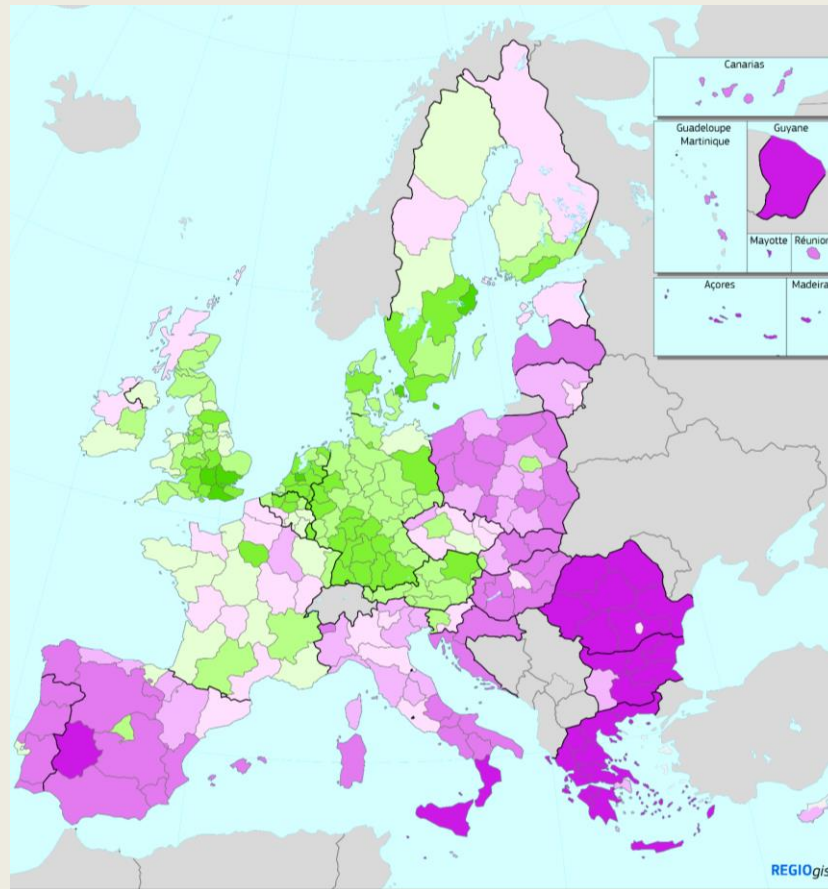 Canarias
Guadeloupe
Martinique
Guyane
Mayotte
Réunion
Açores
Madeira
REGIOgis